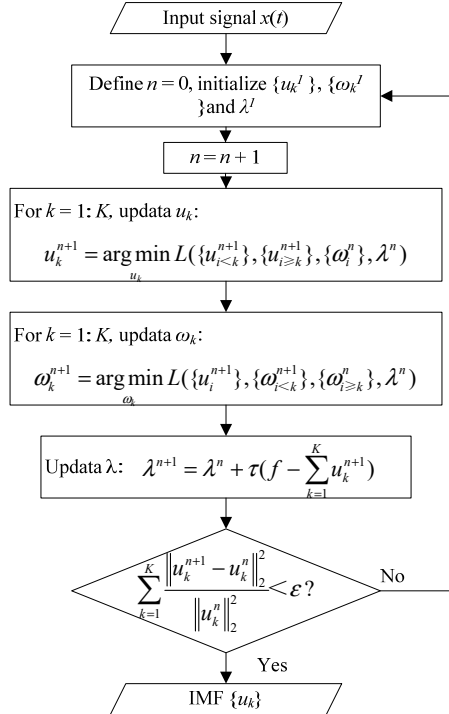 Input signal x(t)
Define n = 0, initialize {u_k^1}, {ω_k^1
} and λ^1
n = n + 1
For k = 1: K, updata u_k:
u_k^{n+1} = arg min_{u_k} L({u_{i<k}^{n+1}}, {u_{i≥k}^{n+1}}, {ω_i^n}, λ^n)
For k = 1: K, updata ω_k:
ω_k^{n+1} = arg min_{ω_k} L({u_i^{n+1}}, {ω_{i<k}^{n+1}}, {ω_{i≥k}^n}, λ^n)
Updata λ: λ^{n+1} = λ^n + τ(f − ∑_{k=1}^{K} u_k^{n+1})
∑_{k=1}^{K} ‖u_k^{n+1} − u_k^n‖_2^2 / ‖u_k^n‖_2^2 < ε?
No
Yes
IMF {u_k}